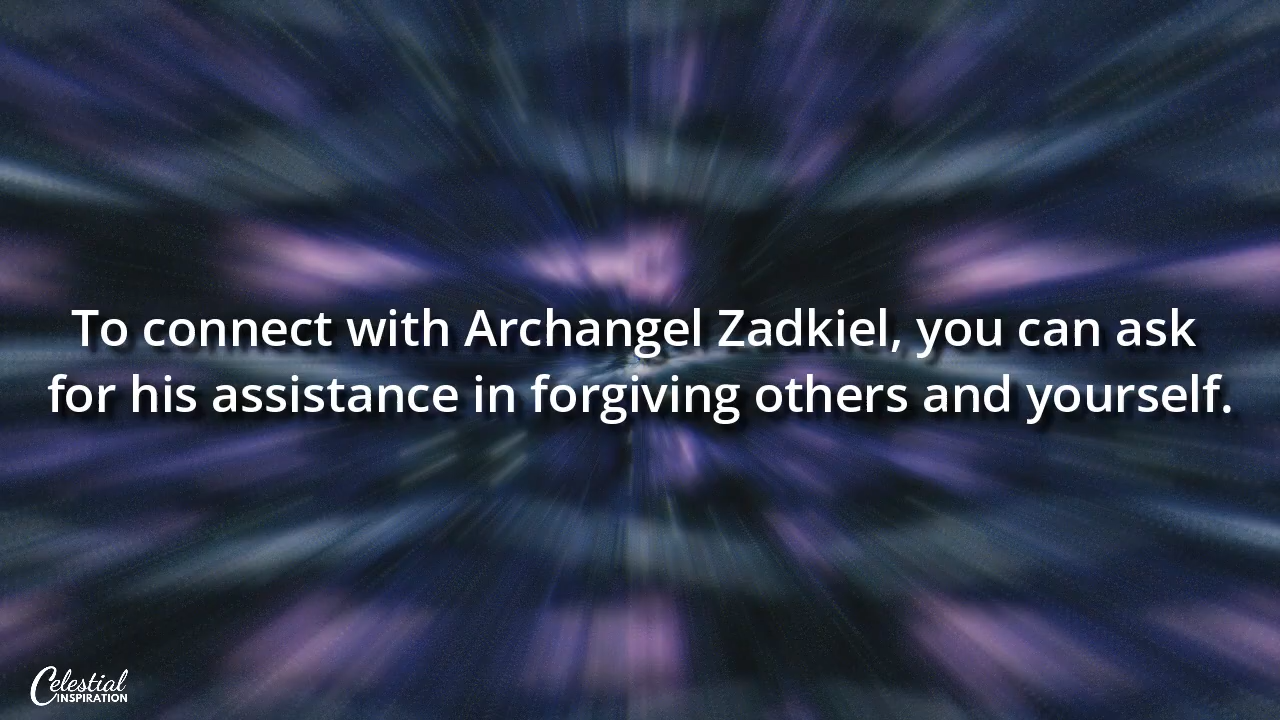 To connect with Archangel Zadkiel, you can ask
for his assistance in forgiving others and yourself.
Celestial
INSPIRATION